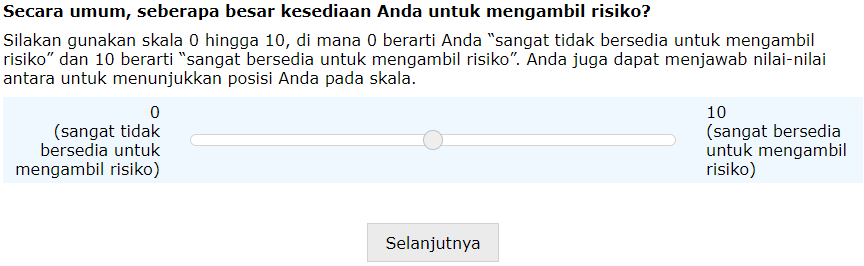 Secara umum, seberapa besar kesediaan Anda untuk mengambil risiko?
Silakan gunakan skala 0 hingga 10, di mana 0 berarti Anda “sangat tidak bersedia untuk mengambil
risiko” dan 10 berarti “sangat bersedia untuk mengambil risiko”. Anda juga dapat menjawab nilai-nilai
antara untuk menunjukkan posisi Anda pada skala.
0
(sangat tidak
bersedia untuk
mengambil risiko)
10
(sangat bersedia
untuk mengambil
risiko)
Selanjutnya